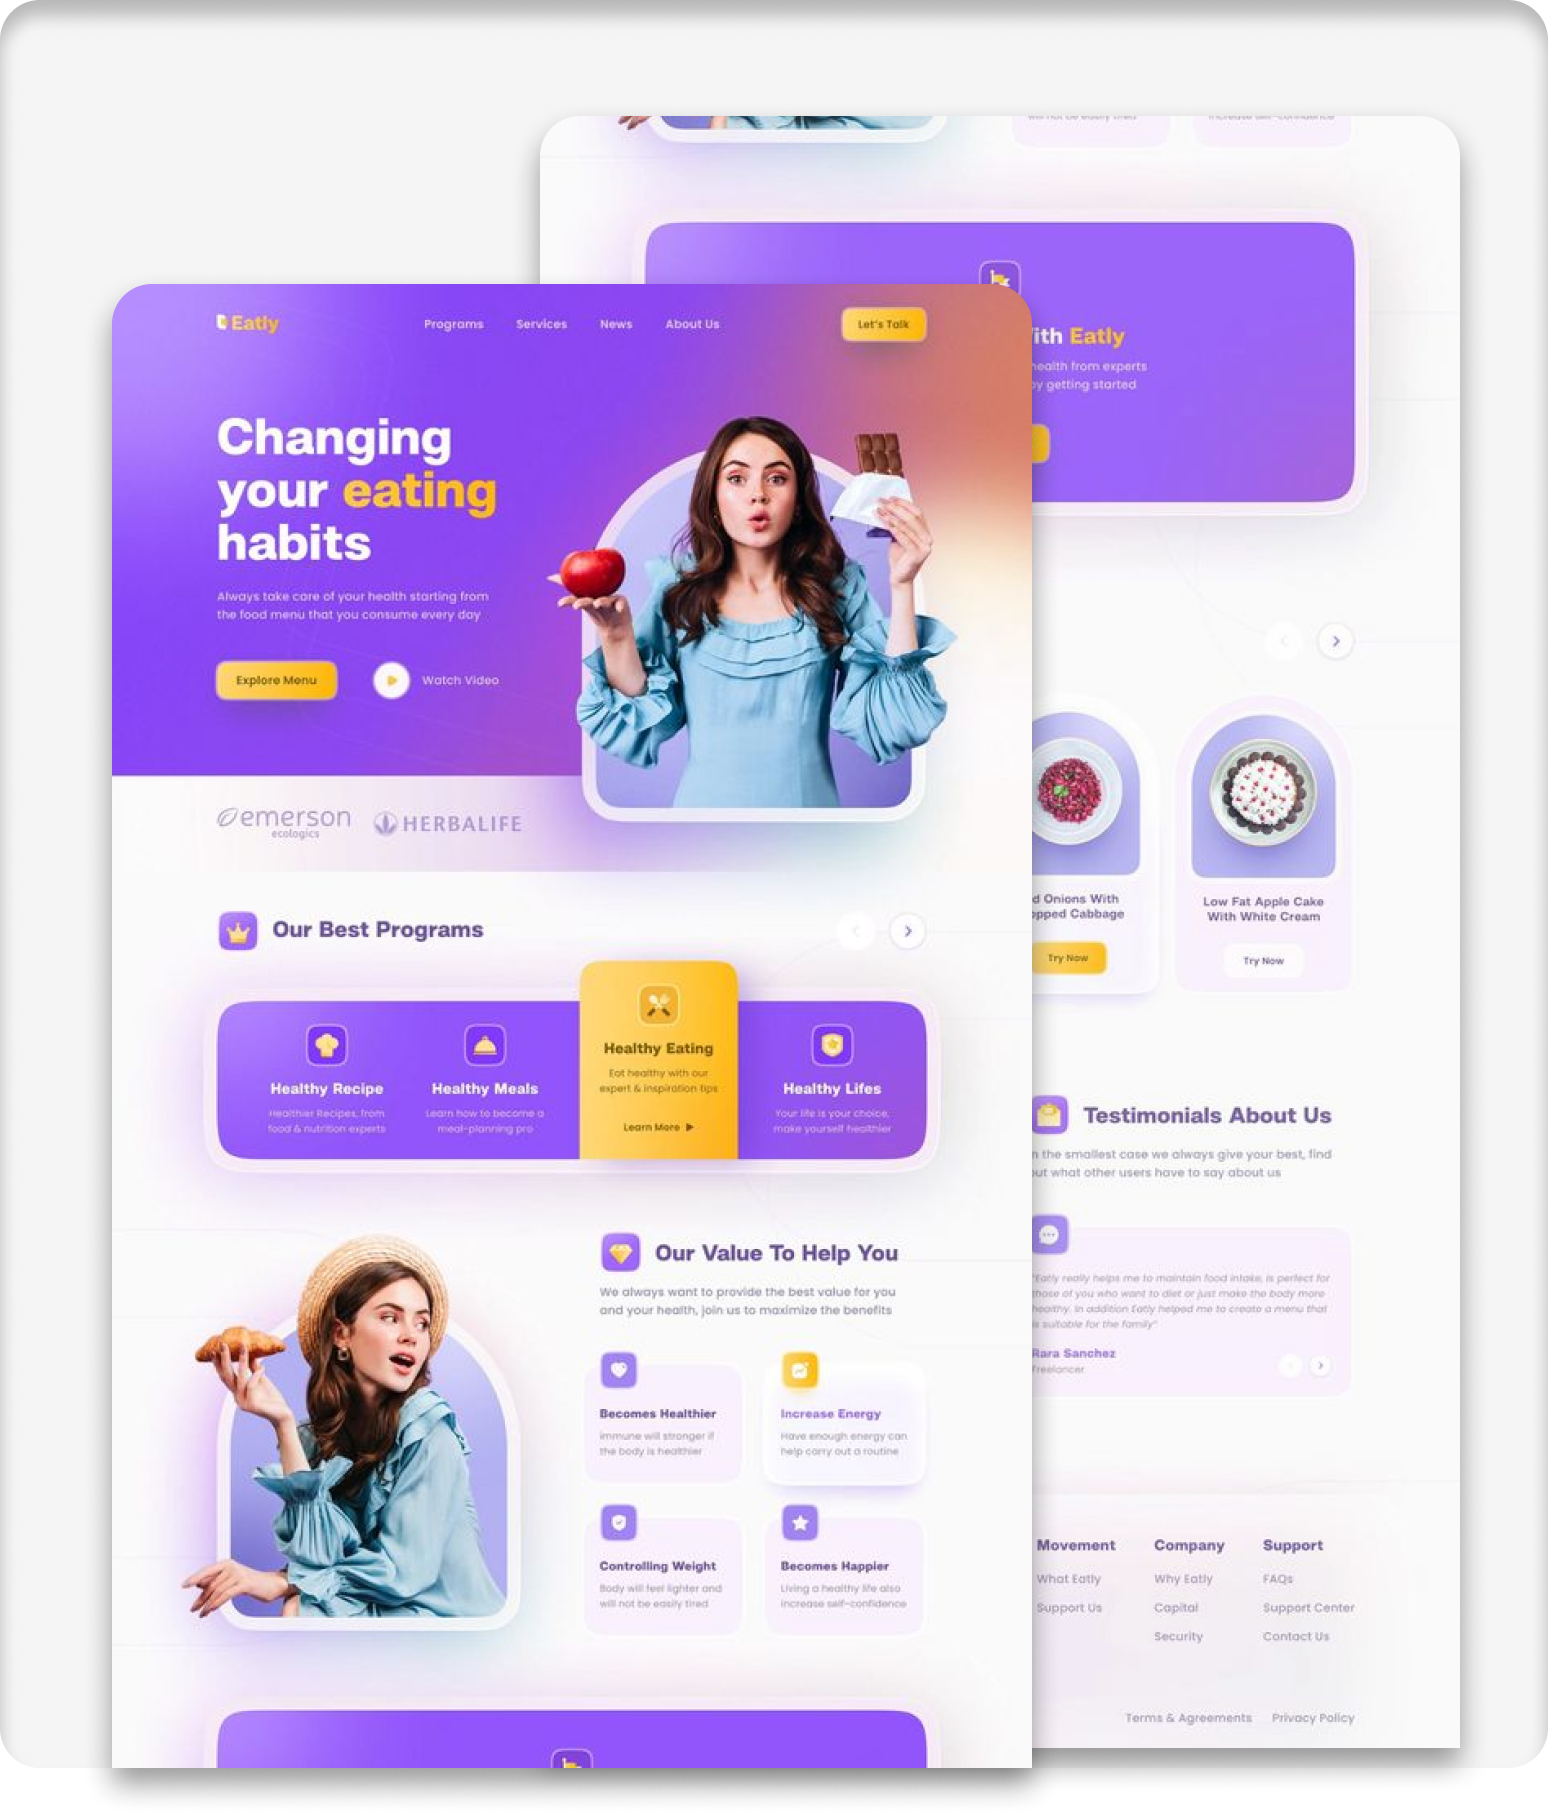 Eatly
Programs
Services
News
About Us
Let's Talk
Changing
your eating
habits
Always take care of your health starting from
the food menu that you consume every day
Explore Menu
Watch Video
emerson
ecologics
HERBALIFE
Our Best Programs
Healthy Recipe
Healthier Recipes, from
food & nutrition experts
Healthy Meals
Learn how to become a
meal-planning pro
Healthy Eating
Eat healthy with our
expert & inspiration tips
Learn More
Healthy Lifes
Your life is your choice,
make yourself healthier
Our Value To Help You
We always want to provide the best value for you
and your health, join us to maximize the benefits
Becomes Healthier
immune will stronger if
the body is healthier
Increase Energy
Have enough energy can
help carry out a routine
Controlling Weight
Body will feel lighter and
will not be easily tired
Becomes Happier
Living a healthy life also
increase self-confidence
will not be easily tired
increase self-confidence
ith Eatly
health from experts
by getting started
d Onions With
opped Cabbage
Try Now
Low Fat Apple Cake
With White Cream
Try Now
Testimonials About Us
n the smallest case we always give your best, find
out what other users have to say about us
"Eatly really helps me to maintain food intake, is perfect for
those of you who want to diet or just make the body more
healthy. In addition Eatly helped me to create a menu that
is suitable for the family"
Rara Sanchez
Freelancer
Movement
What Eatly
Support Us
Company
Why Eatly
Capital
Security
Support
FAQs
Support Center
Contact Us
Terms & Agreements
Privacy Policy